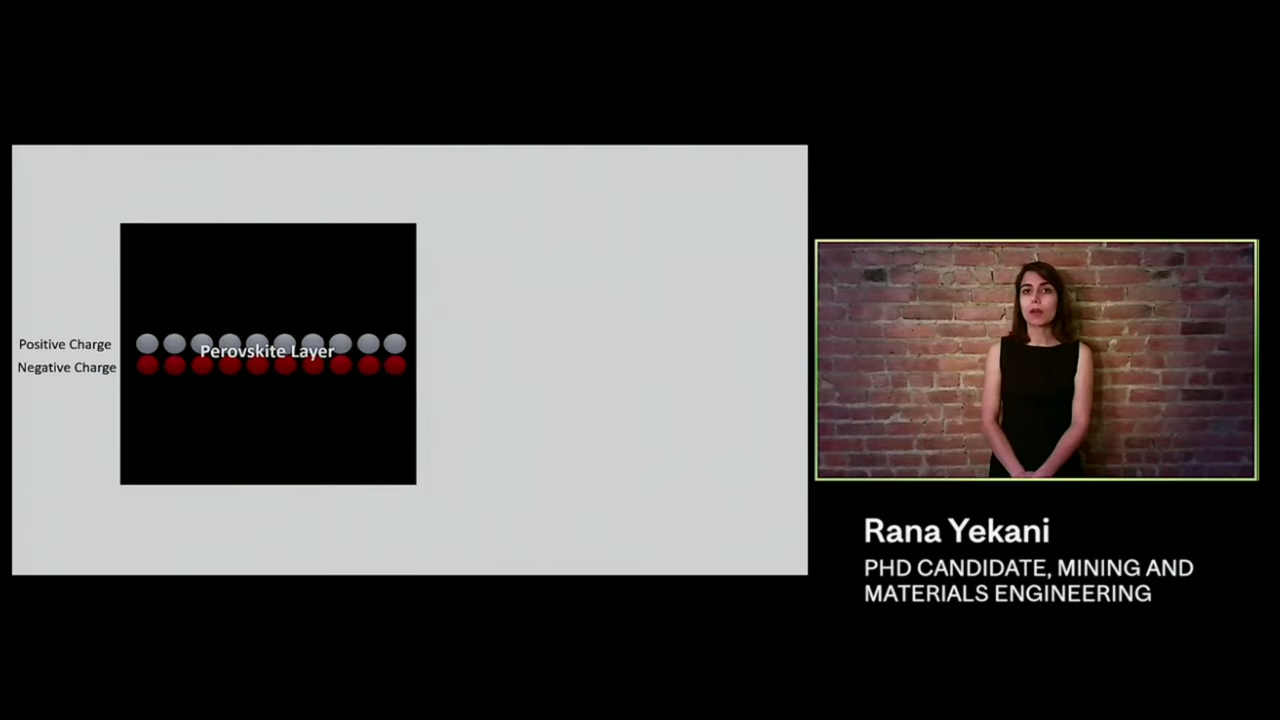 Positive Charge
Negative Charge
Perovskite Layer
Rana Yekani
PHD CANDIDATE, MINING AND
MATERIALS ENGINEERING